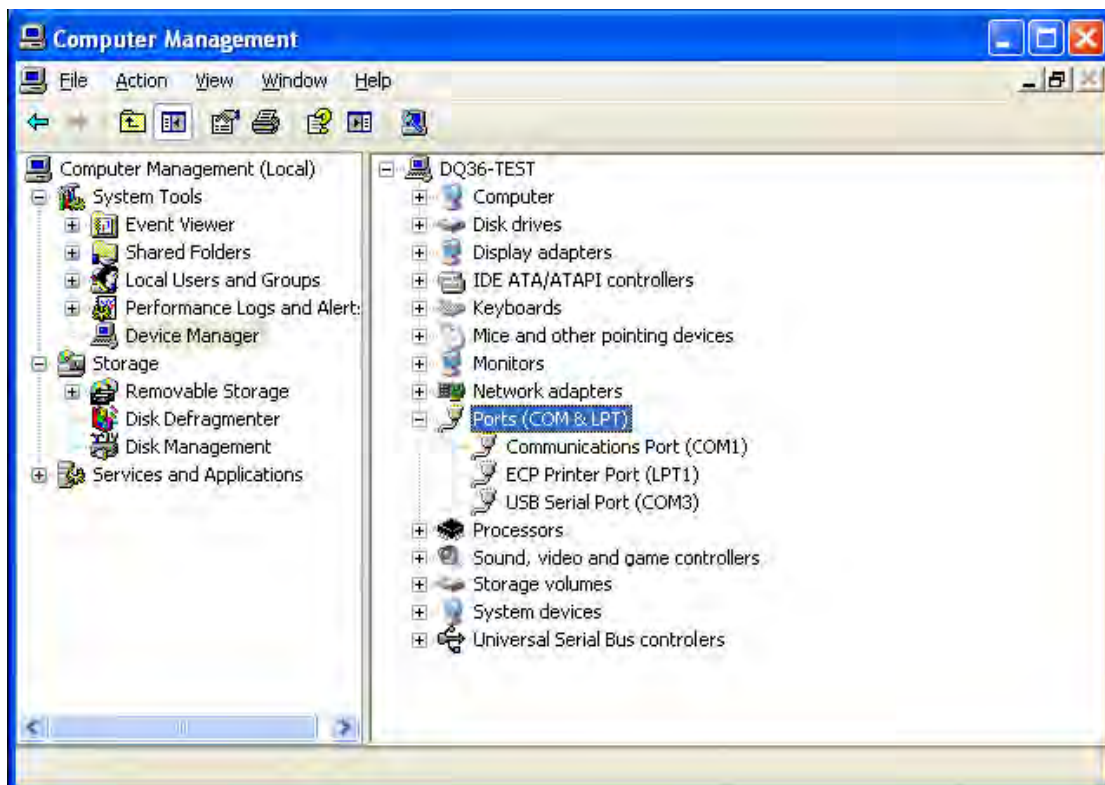 Computer Management
File Action View Window Help
Computer Management (Local)
System Tools
Event Viewer
Shared Folders
Local Users and Groups
Performance Logs and Alert:
Device Manager
Storage
Removable Storage
Disk Defragmenter
Disk Management
Services and Applications
DQ36-TEST
Computer
Disk drives
Display adapters
IDE ATA/ATAPI controllers
Keyboards
Mice and other pointing devices
Monitors
Network adapters
Ports (COM & LPT)
Communications Port (COM1)
ECP Printer Port (LPT1)
USB Serial Port (COM3)
Processors
Sound, video and game controllers
Storage volumes
System devices
Universal Serial Bus controlers